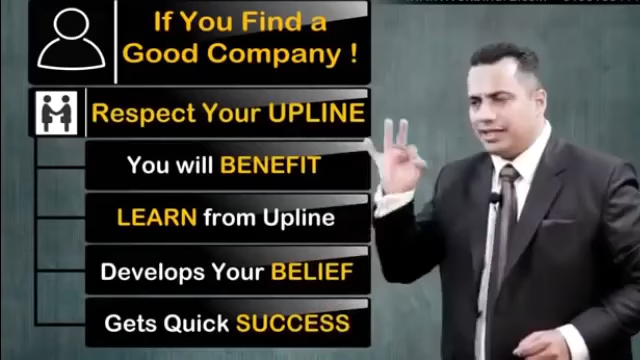 If You Find a
Good Company !
Respect Your UPLINE
You will BENEFIT
LEARN from Upline
Develops Your BELIEF
Gets Quick SUCCESS